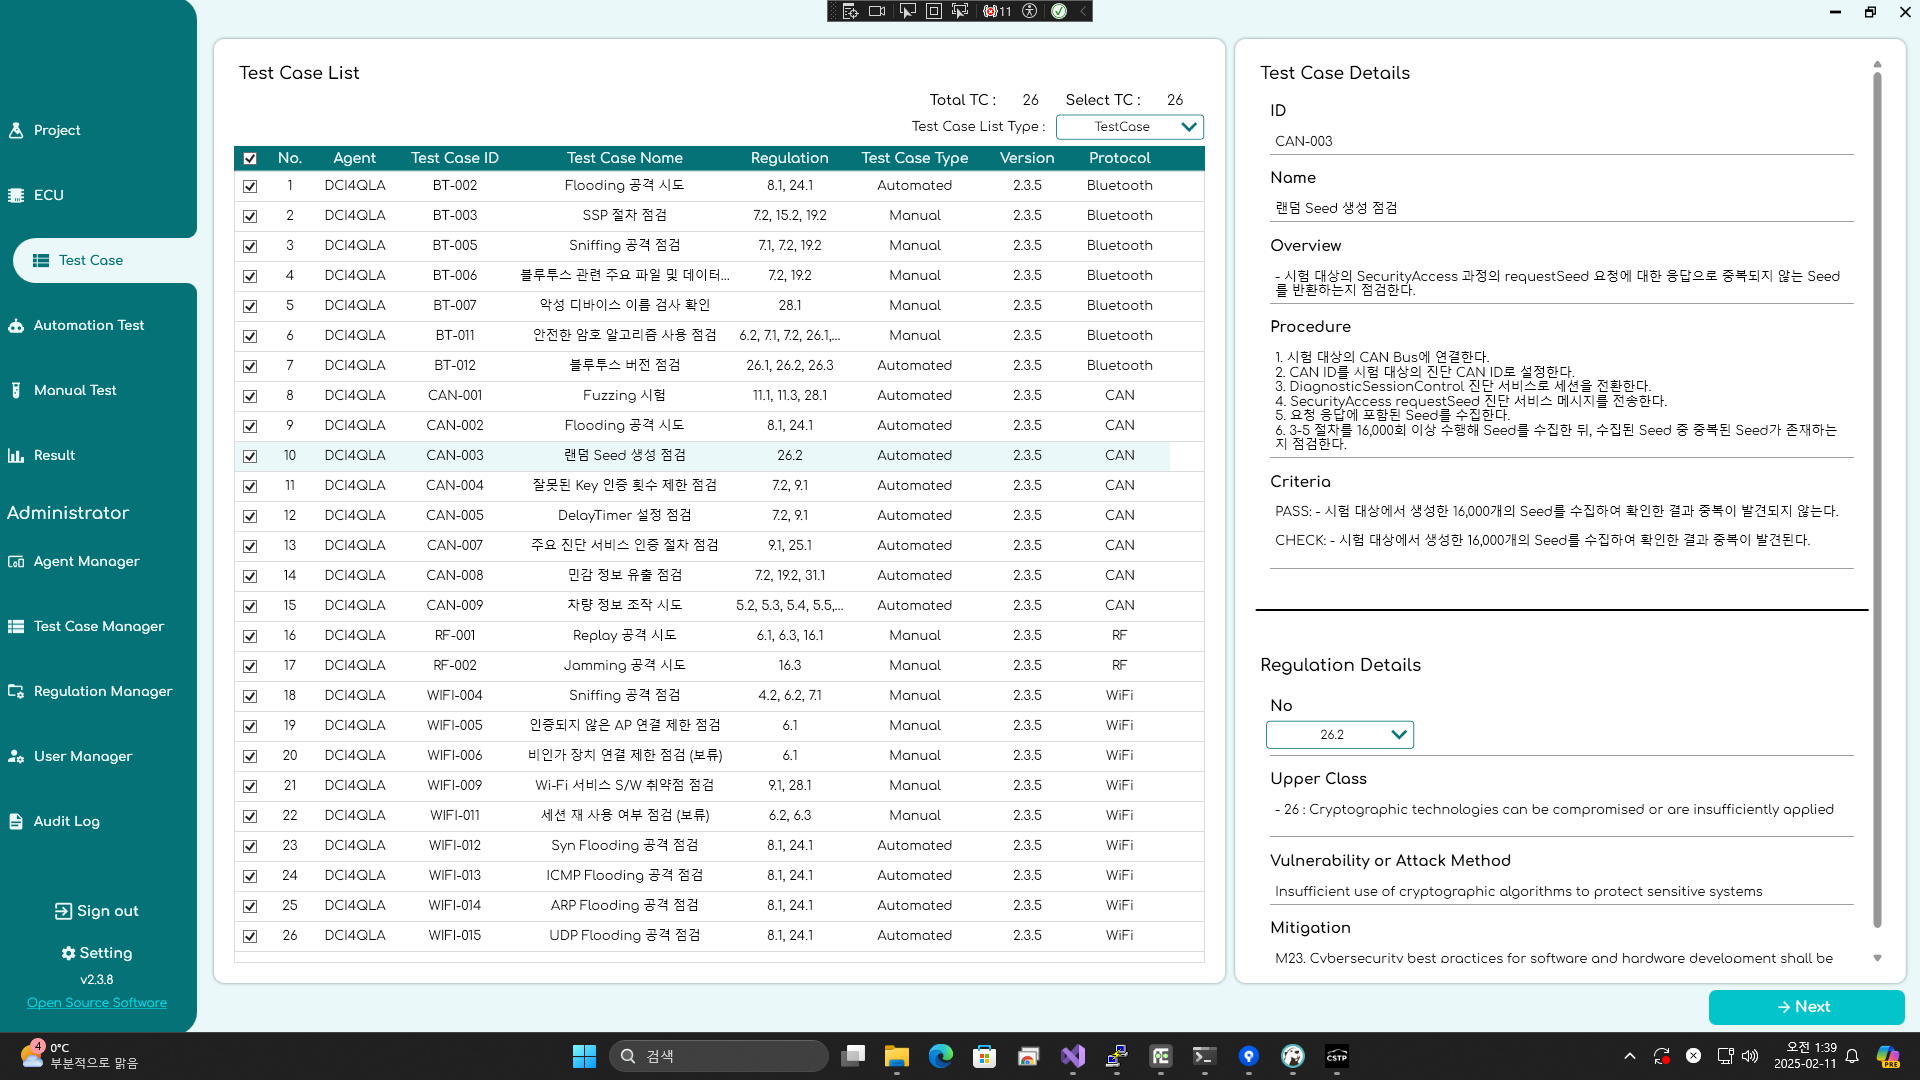 11
Project
ECU
Test Case
Automation Test
Manual Test
Result
Administrator
Agent Manager
Test Case Manager
Regulation Manager
User Manager
Audit Log
Sign out
Setting
v2.3.8
Open Source Software
Test Case List
Total TC : 26 Select TC : 26
Test Case List Type : TestCase
No. Agent Test Case ID Test Case Name Regulation Test Case Type Version Protocol
1 DCI4QLA BT-002 Flooding 공격 시도 8.1, 24.1 Automated 2.3.5 Bluetooth
2 DCI4QLA BT-003 SSP 절차 점검 7.2, 15.2, 19.2 Manual 2.3.5 Bluetooth
3 DCI4QLA BT-005 Sniffing 공격 점검 7.1, 7.2, 19.2 Manual 2.3.5 Bluetooth
4 DCI4QLA BT-006 블루투스 관련 주요 파일 및 데이터... 7.2, 19.2 Manual 2.3.5 Bluetooth
5 DCI4QLA BT-007 악성 디바이스 이름 검사 확인 28.1 Manual 2.3.5 Bluetooth
6 DCI4QLA BT-011 안전한 암호 알고리즘 사용 점검 6.2, 7.1, 7.2, 26.1,... Manual 2.3.5 Bluetooth
7 DCI4QLA BT-012 블루투스 버전 점검 26.1, 26.2, 26.3 Automated 2.3.5 Bluetooth
8 DCI4QLA CAN-001 Fuzzing 시험 11.1, 11.3, 28.1 Automated 2.3.5 CAN
9 DCI4QLA CAN-002 Flooding 공격 시도 8.1, 24.1 Automated 2.3.5 CAN
10 DCI4QLA CAN-003 랜덤 Seed 생성 점검 26.2 Automated 2.3.5 CAN
11 DCI4QLA CAN-004 잘못된 Key 인증 횟수 제한 점검 7.2, 9.1 Automated 2.3.5 CAN
12 DCI4QLA CAN-005 DelayTimer 설정 점검 7.2, 9.1 Automated 2.3.5 CAN
13 DCI4QLA CAN-007 주요 진단 서비스 인증 절차 점검 9.1, 25.1 Automated 2.3.5 CAN
14 DCI4QLA CAN-008 민감 정보 유출 점검 7.2, 19.2, 31.1 Automated 2.3.5 CAN
15 DCI4QLA CAN-009 차량 정보 조작 시도 5.2, 5.3, 5.4, 5.5,... Automated 2.3.5 CAN
16 DCI4QLA RF-001 Replay 공격 시도 6.1, 6.3, 16.1 Manual 2.3.5 RF
17 DCI4QLA RF-002 Jamming 공격 시도 16.3 Manual 2.3.5 RF
18 DCI4QLA WIFI-004 Sniffing 공격 점검 4.2, 6.2, 7.1 Manual 2.3.5 WiFi
19 DCI4QLA WIFI-005 인증되지 않은 AP 연결 제한 점검 6.1 Manual 2.3.5 WiFi
20 DCI4QLA WIFI-006 비인가 장치 연결 제한 점검 (보류) 6.1 Manual 2.3.5 WiFi
21 DCI4QLA WIFI-009 Wi-Fi 서비스 S/W 취약점 점검 9.1, 28.1 Manual 2.3.5 WiFi
22 DCI4QLA WIFI-011 세션 재 사용 여부 점검 (보류) 6.2, 6.3 Manual 2.3.5 WiFi
23 DCI4QLA WIFI-012 Syn Flooding 공격 점검 8.1, 24.1 Automated 2.3.5 WiFi
24 DCI4QLA WIFI-013 ICMP Flooding 공격 점검 8.1, 24.1 Automated 2.3.5 WiFi
25 DCI4QLA WIFI-014 ARP Flooding 공격 점검 8.1, 24.1 Automated 2.3.5 WiFi
26 DCI4QLA WIFI-015 UDP Flooding 공격 점검 8.1, 24.1 Automated 2.3.5 WiFi
Test Case Details
ID
CAN-003
Name
랜덤 Seed 생성 점검
Overview
- 시험 대상의 SecurityAccess 과정의 requestSeed 요청에 대한 응답으로 중복되지 않는 Seed
를 반환하는지 점검한다.
Procedure
1. 시험 대상의 CAN Bus에 연결한다.
2. CAN ID를 시험 대상의 진단 CAN ID로 설정한다.
3. DiagnosticSessionControl 진단 서비스로 세션을 전환한다.
4. SecurityAccess requestSeed 진단 서비스 메시지를 전송한다.
5. 요청 응답에 포함된 Seed를 수집한다.
6. 3-5 절차를 16,000회 이상 수행해 Seed를 수집한 뒤, 수집된 Seed 중 중복된 Seed가 존재하는
지 점검한다.
Criteria
PASS: - 시험 대상에서 생성한 16,000개의 Seed를 수집하여 확인한 결과 중복이 발견되지 않는다.
CHECK: - 시험 대상에서 생성한 16,000개의 Seed를 수집하여 확인한 결과 중복이 발견된다.
Regulation Details
No
26.2
Upper Class
- 26 : Cryptographic technologies can be compromised or are insufficiently applied
Vulnerability or Attack Method
Insufficient use of cryptographic algorithms to protect sensitive systems
Mitigation
M23. Cybersecurity best practices for software and hardware development shall be
Next
4
0°C
부분적으로 맑음
검색
CSTP
오전 1:39
2025-02-11
PRE